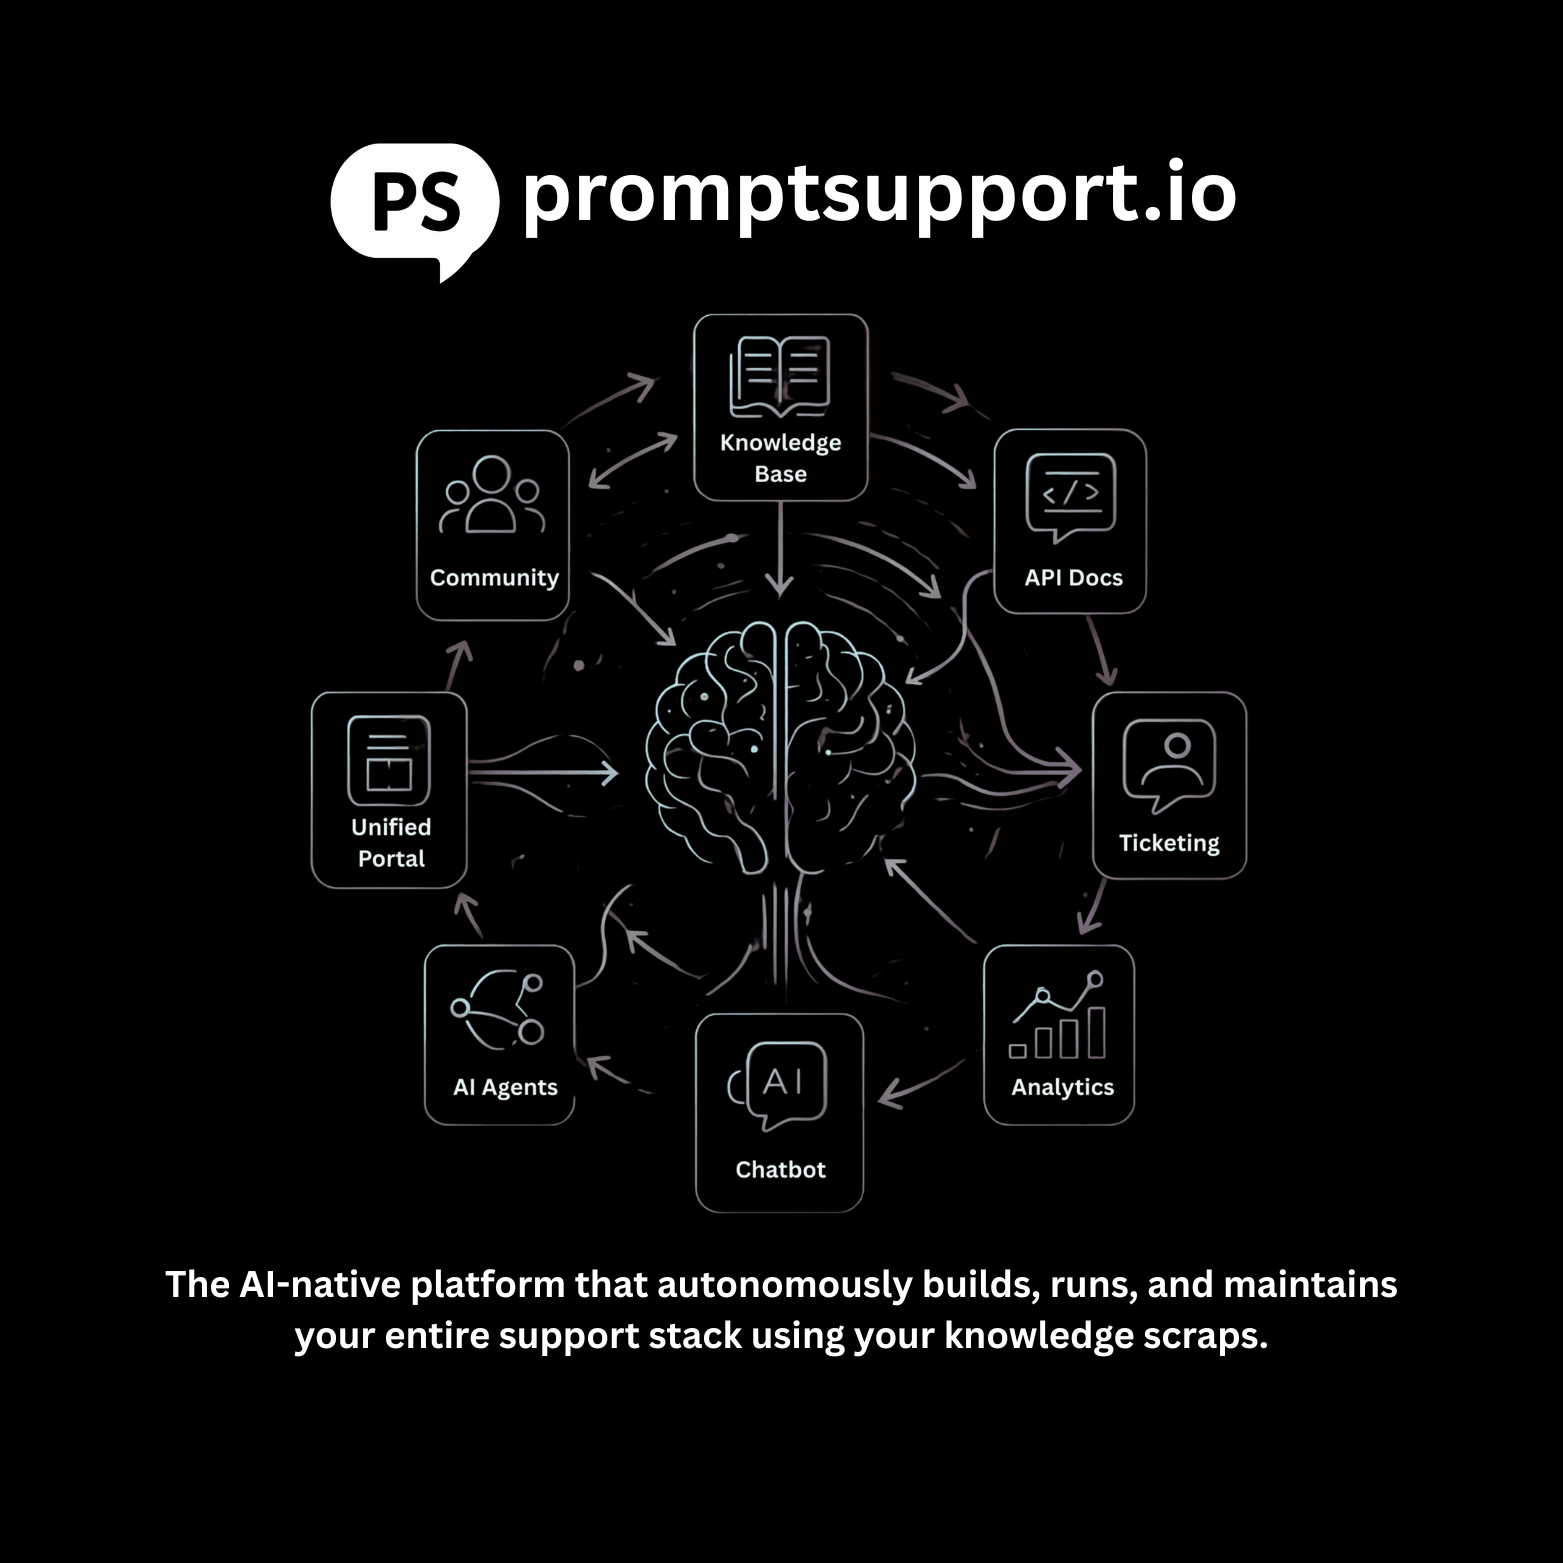 PS promptsupport.io
Knowledge
Base
Community
</>
API Docs
Unified
Portal
Ticketing
AI Agents
AI
Chatbot
Analytics
The AI-native platform that autonomously builds, runs, and maintains
your entire support stack using your knowledge scraps.